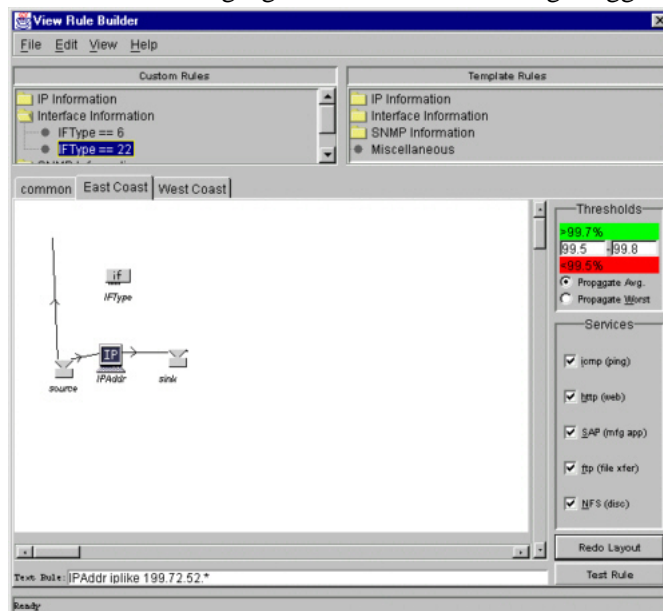 View Rule Builder
File Edit View Help
Custom Rules
Template Rules
IP Information
Interface Information
IFType == 6
IFType == 22
IP Information
Interface Information
SNMP Information
Miscellaneous
common East Coast West Coast
if
IFType
IP
source
IPAddr
sink
Thresholds
>99.7%
99.5 - 99.8
<99.5%
Propagate Avg.
Propagate Worst
Services
icmp (ping)
http (web)
SAP (mfg app)
ftp (file xfer)
NFS (disc)
Redo Layout
Text Rule: IPAddr iplike 199.72.52.*
Test Rule
Ready